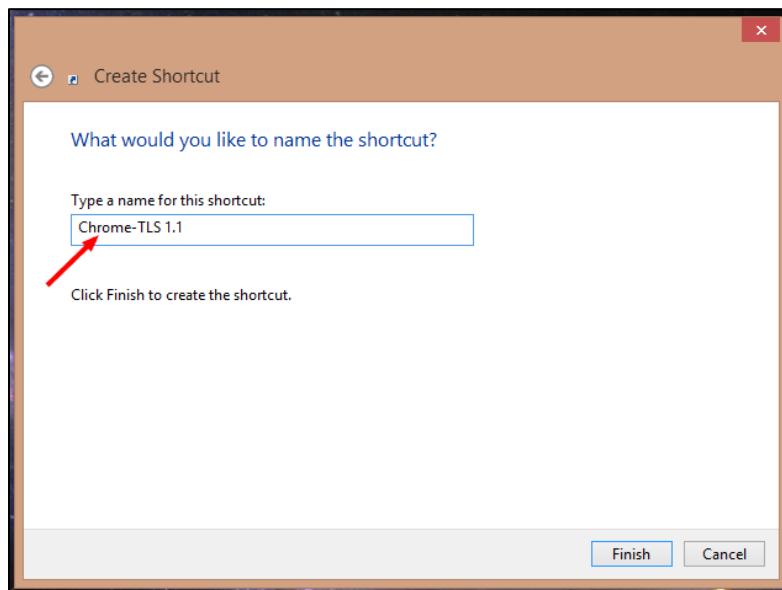 Create Shortcut
What would you like to name the shortcut?
Type a name for this shortcut:
Chrome-TLS 1.1
Click Finish to create the shortcut.
Finish Cancel